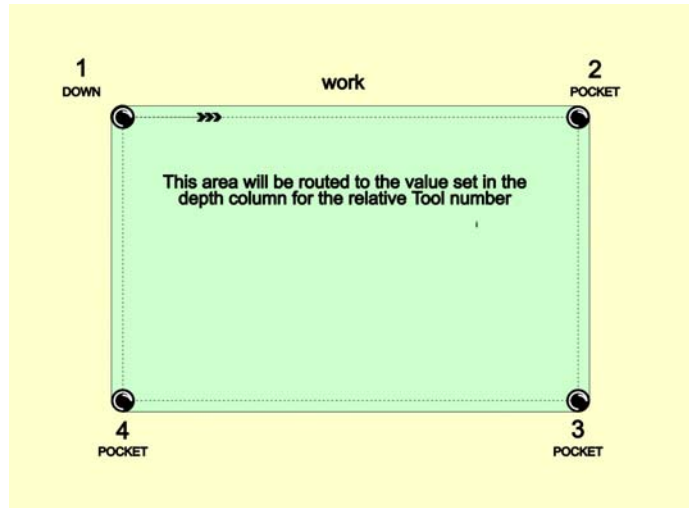 1
DOWN
work
2
POCKET
This area will be routed to the value set in the
depth column for the relative Tool number
4
POCKET
3
POCKET